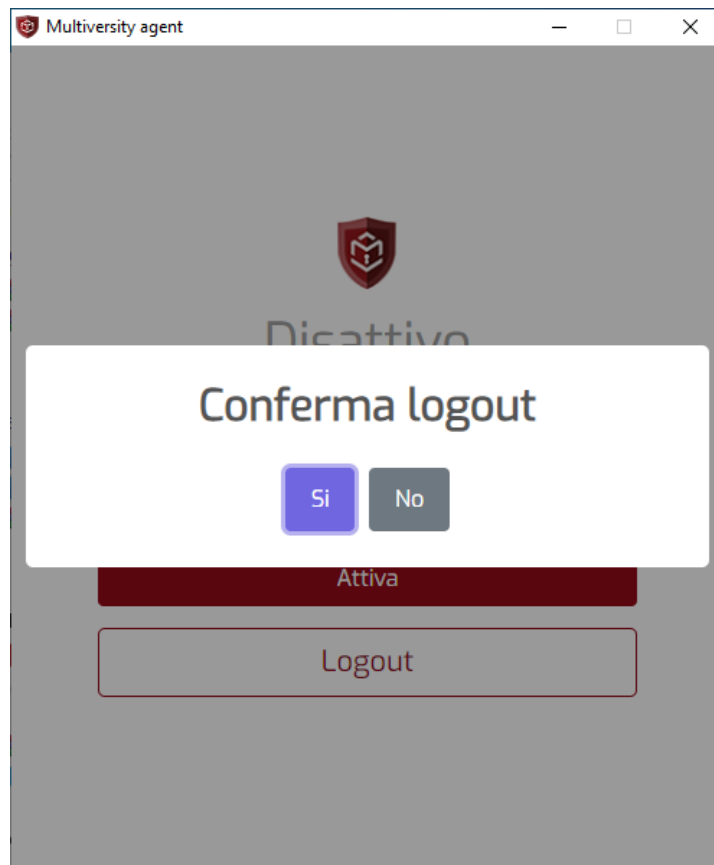 Multiversity agent
Disattivo
Conferma logout
Si
No
Attiva
Logout